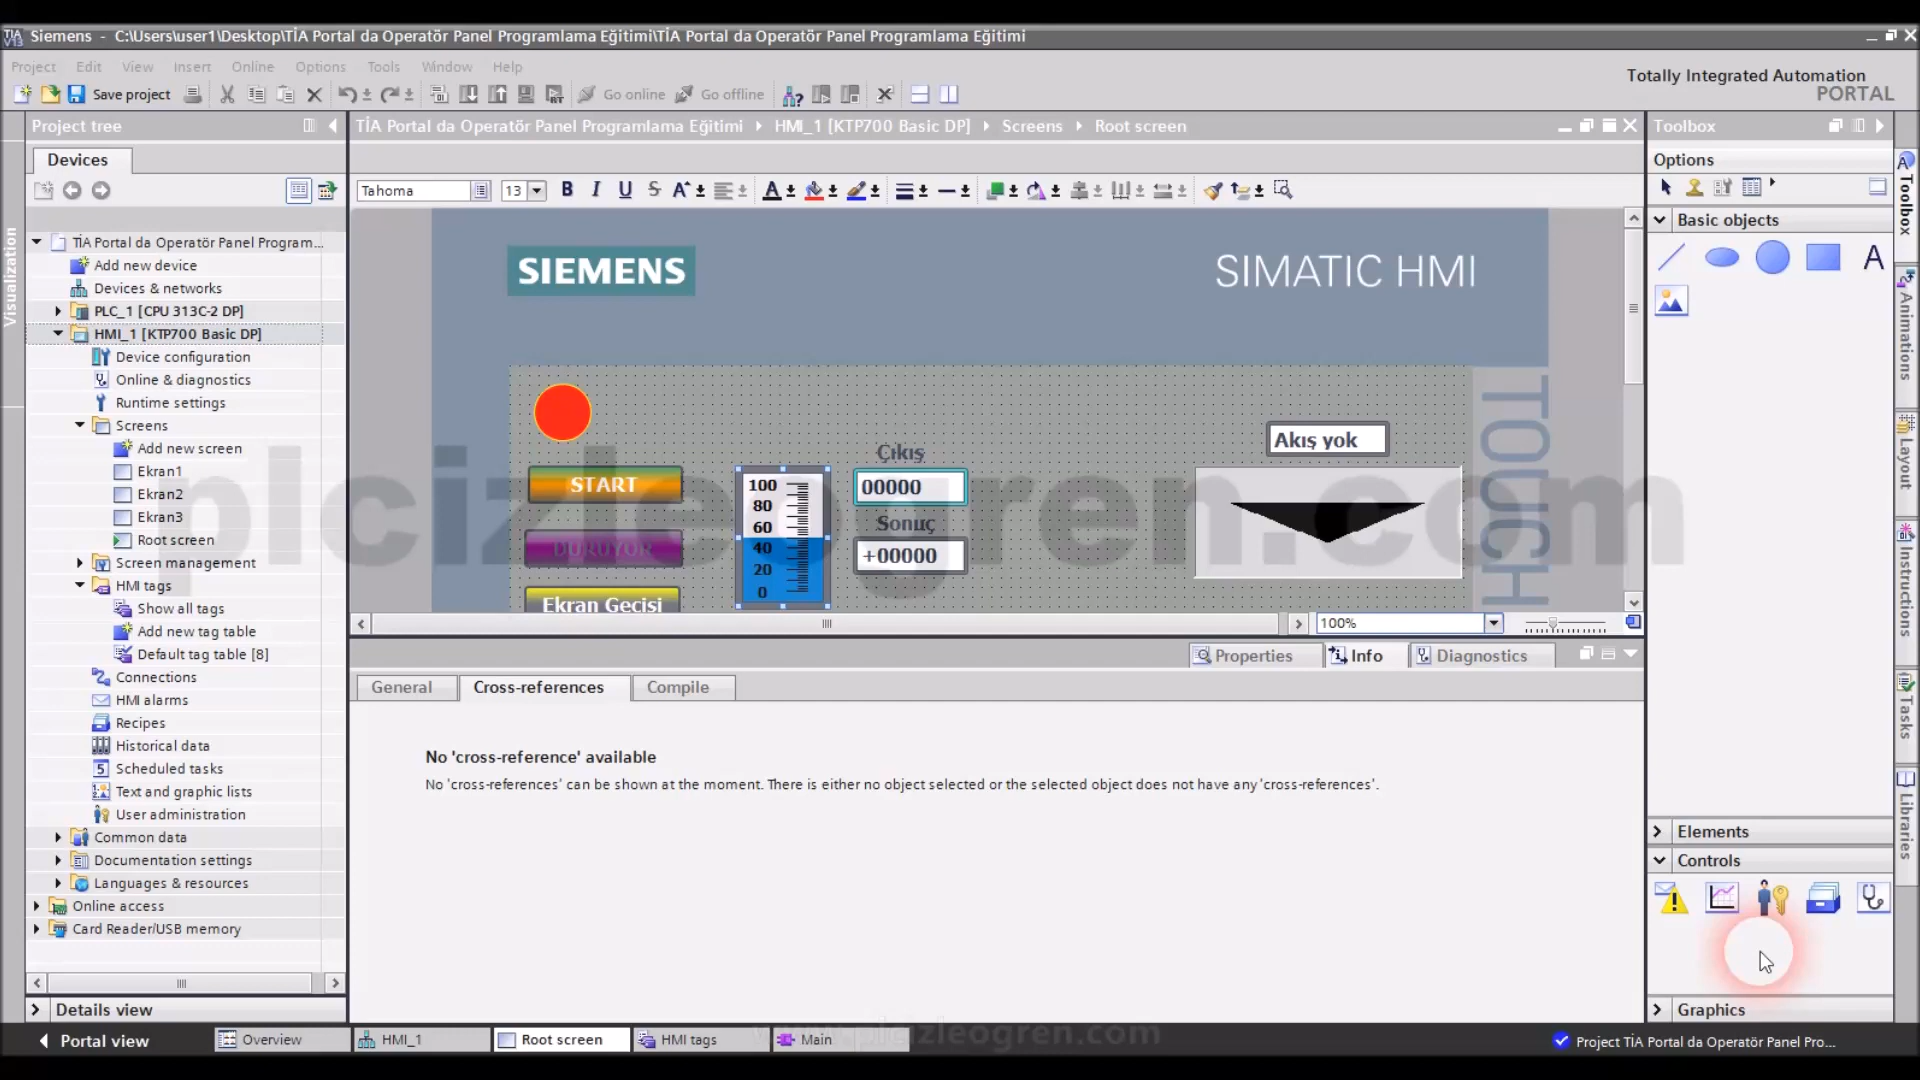 TIA V13 Siemens - C:\Users\user1\Desktop\TİA Portal da Operatör Panel Programlama Eğitimi\TİA Portal da Operatör Panel Programlama Eğitimi
Project Edit View Insert Online Options Tools Window Help
Totally Integrated Automation
PORTAL
Save project Go online Go offline
Project tree
TİA Portal da Operatör Panel Programlama Eğitimi HMI_1 [KTP700 Basic DP] Screens Root screen
Toolbox
Devices
Options
Tahoma 13 B I U S A A
Visualization
TİA Portal da Operatör Panel Program...
Add new device
Devices & networks
PLC_1 [CPU 313C-2 DP]
HMI_1 [KTP700 Basic DP]
Device configuration
Online & diagnostics
Runtime settings
Screens
Add new screen
Ekran1
Ekran2
Ekran3
Root screen
Screen management
HMI tags
Show all tags
Add new tag table
Default tag table [8]
Connections
HMI alarms
Recipes
Historical data
Scheduled tasks
Text and graphic lists
User administration
Common data
Documentation settings
Languages & resources
Online access
Card Reader/USB memory
Details view
SIEMENS
SIMATIC HMI
TOUCH
Akış yok
START
DURUYOR
Ekran Geçişi
100
80
60
40
20
0
Çıkış
00000
Sonuç
+00000
plcizleogren.com
100%
Properties Info Diagnostics
General Cross-references Compile
No 'cross-reference' available
No 'cross-references' can be shown at the moment. There is either no object selected or the selected object does not have any 'cross-references'.
Basic objects
A
Elements
Controls
Graphics
Toolbox
Animations
Layout
Instructions
Tasks
Libraries
Portal view Overview HMI_1 Root screen HMI tags Main
www.plcizleogren.com
Project TİA Portal da Operatör Panel Pro...